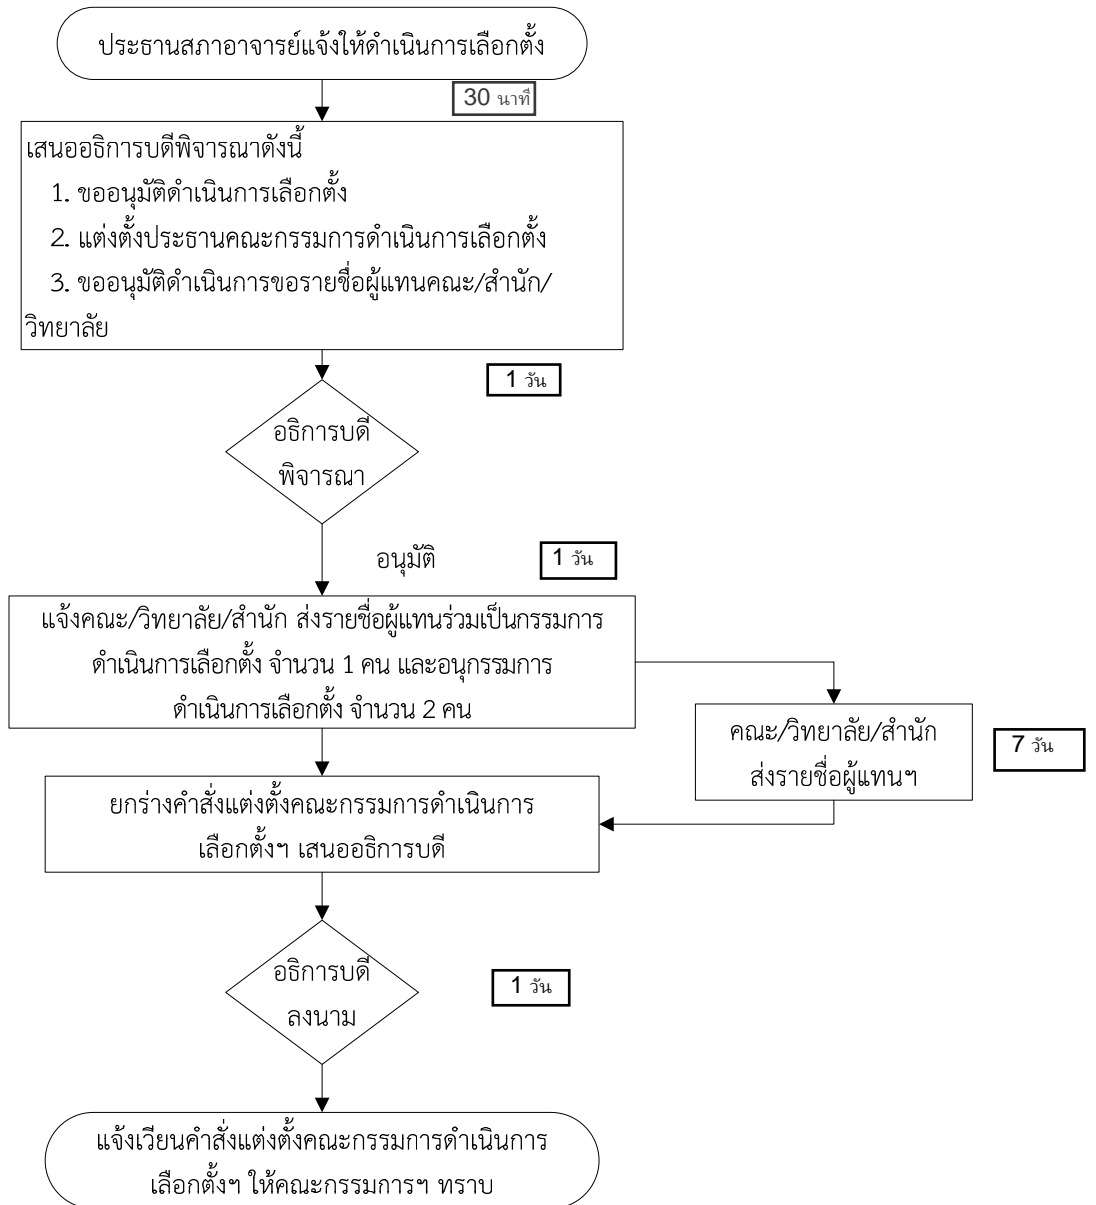 ประธานสภาอาจารย์แจ้งให้ดำเนินการเลือกตั้ง
30 นาที
เสนออธิการบดีพิจารณาดังนี้
1. ขออนุมัติดำเนินการเลือกตั้ง
2. แต่งตั้งประธานคณะกรรมการดำเนินการเลือกตั้ง
3. ขออนุมัติดำเนินการขอรายชื่อผู้แทนคณะ/สำนัก/
วิทยาลัย
1 วัน
อธิการบดี
พิจารณา
อนุมัติ
1 วัน
แจ้งคณะ/วิทยาลัย/สำนัก ส่งรายชื่อผู้แทนร่วมเป็นกรรมการ
ดำเนินการเลือกตั้ง จำนวน 1 คน และอนุกรรมการ
ดำเนินการเลือกตั้ง จำนวน 2 คน
คณะ/วิทยาลัย/สำนัก
ส่งรายชื่อผู้แทนฯ
7 วัน
ยกร่างคำสั่งแต่งตั้งคณะกรรมการดำเนินการ
เลือกตั้งฯ เสนออธิการบดี
อธิการบดี
ลงนาม
1 วัน
แจ้งเวียนคำสั่งแต่งตั้งคณะกรรมการดำเนินการ
เลือกตั้งฯ ให้คณะกรรมการฯ ทราบ